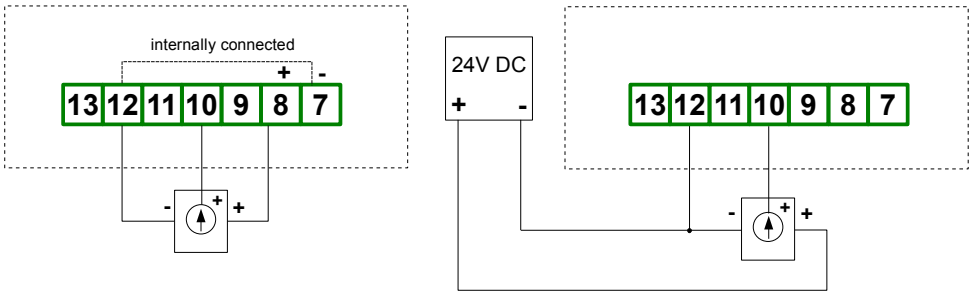 internally connected
+ -
13 12 11 10 9 8 7
- + +
24V DC
+ -
13 12 11 10 9 8 7
- + +